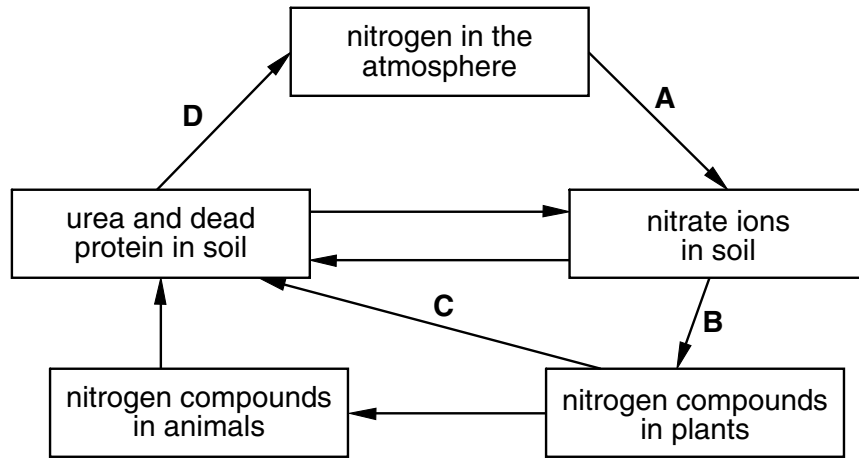 nitrogen in the
atmosphere
D
A
urea and dead
protein in soil
nitrate ions
in soil
C
B
nitrogen compounds
in animals
nitrogen compounds
in plants